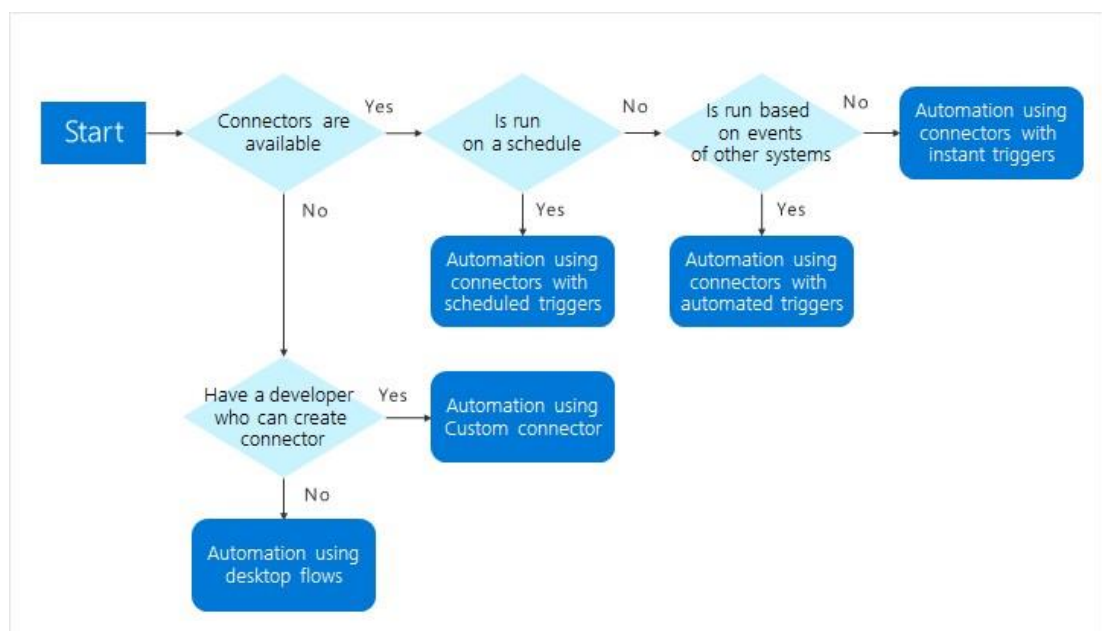 Start
Connectors are
available
Yes
Is run
on a schedule
No
Is run based
on events
of other systems
No
Automation using
connectors with
instant triggers
No
Yes
Yes
Automation using
connectors with
scheduled triggers
Automation using
connectors with
automated triggers
Have a developer
who can create
connector
Yes
Automation using
Custom connector
No
Automation using
desktop flows